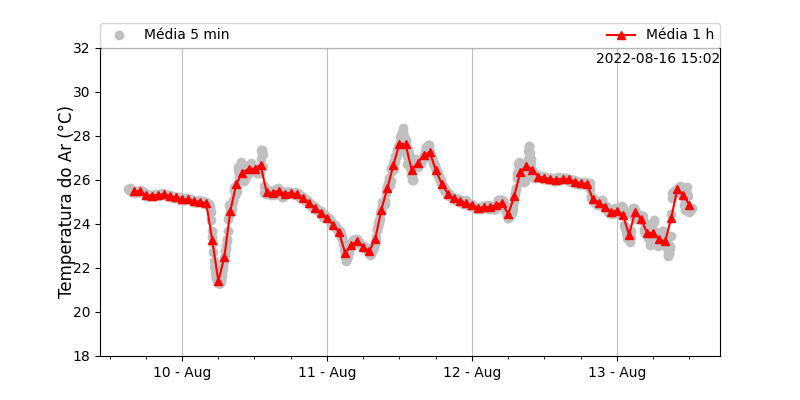 Média 5 min
Média 1 h
2022-08-16 15:02
Temperatura do Ar (°C)
32
30
28
26
24
22
20
18
10 - Aug
11 - Aug
12 - Aug
13 - Aug